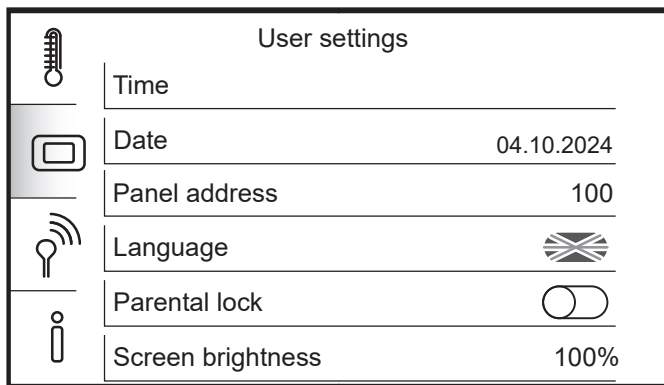 User settings
Time
Date 04.10.2024
Panel address 100
Language
Parental lock
Screen brightness 100%